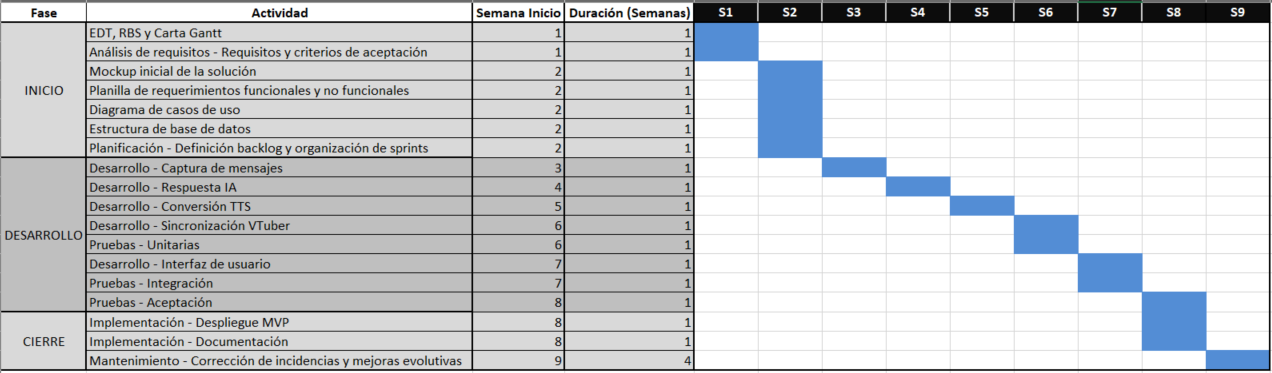 Fase Actividad Semana Inicio Duración (Semanas) S1 S2 S3 S4 S5 S6 S7 S8 S9
INICIO
EDT, RBS y Carta Gantt 1 1
Análisis de requisitos - Requisitos y criterios de aceptación 1 1
Mockup inicial de la solución 2 1
Planilla de requerimientos funcionales y no funcionales 2 1
Diagrama de casos de uso 2 1
Estructura de base de datos 2 1
Planificación - Definición backlog y organización de sprints 2 1
DESARROLLO
Desarrollo - Captura de mensajes 3 1
Desarrollo - Respuesta IA 4 1
Desarrollo - Conversión TTS 5 1
Desarrollo - Sincronización VTuber 6 1
Pruebas - Unitarias 6 1
Desarrollo - Interfaz de usuario 7 1
Pruebas - Integración 7 1
Pruebas - Aceptación 8 1
CIERRE
Implementación - Despliegue MVP 8 1
Implementación - Documentación 8 1
Mantenimiento - Corrección de incidencias y mejoras evolutivas 9 4